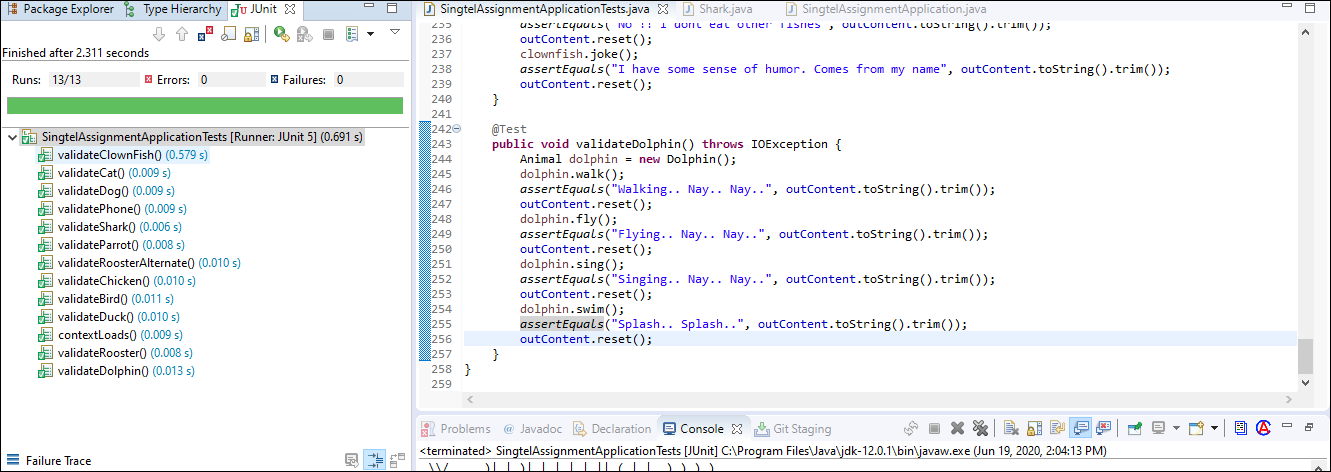 Package Explorer Type Hierarchy JUnit
Finished after 2.311 seconds
Runs: 13/13 Errors: 0 Failures: 0
SingtelAssignmentApplicationTests [Runner: JUnit 5] (0.691 s)
validateClownFish() (0.579 s)
validateCat() (0.009 s)
validateDog() (0.009 s)
validatePhone() (0.009 s)
validateShark() (0.006 s)
validateParrot() (0.008 s)
validateRoosterAlternate() (0.010 s)
validateChicken() (0.010 s)
validateBird() (0.011 s)
validateDuck() (0.010 s)
contextLoads() (0.009 s)
validateRooster() (0.008 s)
validateDolphin() (0.013 s)
Failure Trace
SingtelAssignmentApplicationTests.java Shark.java SingtelAssignmentApplication.java
235 assertEquals("No !! I dont eat other fishes", outContent.toString().trim());
236 outContent.reset();
237 clownfish.joke();
238 assertEquals("I have some sense of humor. Comes from my name", outContent.toString().trim());
239 outContent.reset();
240 }
241
242 @Test
243 public void validateDolphin() throws IOException {
244 Animal dolphin = new Dolphin();
245 dolphin.walk();
246 assertEquals("Walking.. Nay.. Nay..", outContent.toString().trim());
247 outContent.reset();
248 dolphin.fly();
249 assertEquals("Flying.. Nay.. Nay..", outContent.toString().trim());
250 outContent.reset();
251 dolphin.sing();
252 assertEquals("Singing.. Nay.. Nay..", outContent.toString().trim());
253 outContent.reset();
254 dolphin.swim();
255 assertEquals("Splash.. Splash..", outContent.toString().trim());
256 outContent.reset();
257 }
258 }
259
Problems @ Javadoc Declaration Console Git Staging
<terminated> SingtelAssignmentApplicationTests [JUnit] C:\Program Files\Java\jdk-12.0.1\bin\javaw.exe (Jun 19, 2020, 2:04:13 PM)